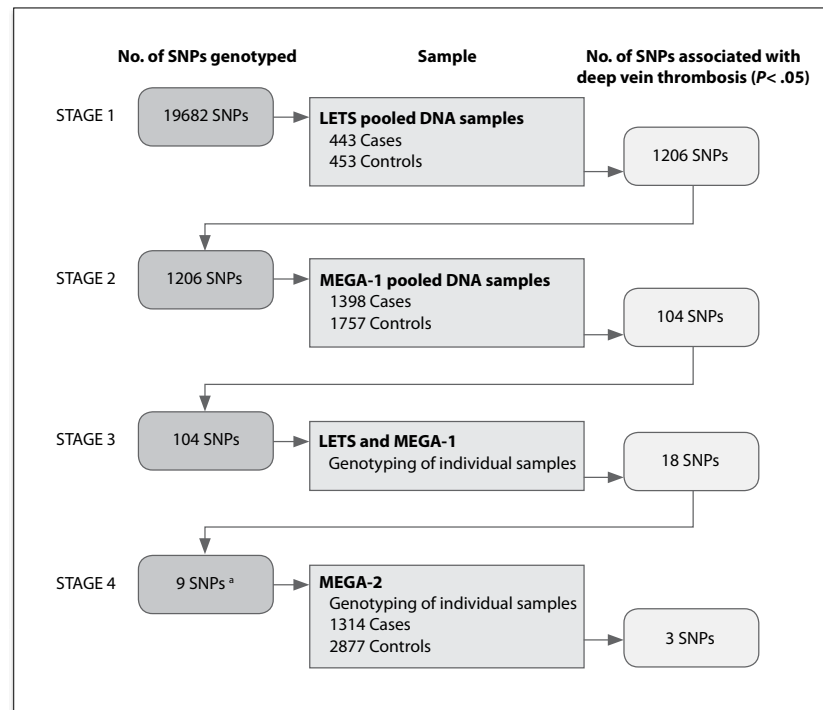 No. of SNPs genotyped
Sample
No. of SNPs associated with
deep vein thrombosis (P< .05)
STAGE 1
19682 SNPs
LETS pooled DNA samples
443 Cases
453 Controls
1206 SNPs
STAGE 2
1206 SNPs
MEGA-1 pooled DNA samples
1398 Cases
1757 Controls
104 SNPs
STAGE 3
104 SNPs
LETS and MEGA-1
Genotyping of individual samples
18 SNPs
STAGE 4
9 SNPs a
MEGA-2
Genotyping of individual samples
1314 Cases
2877 Controls
3 SNPs